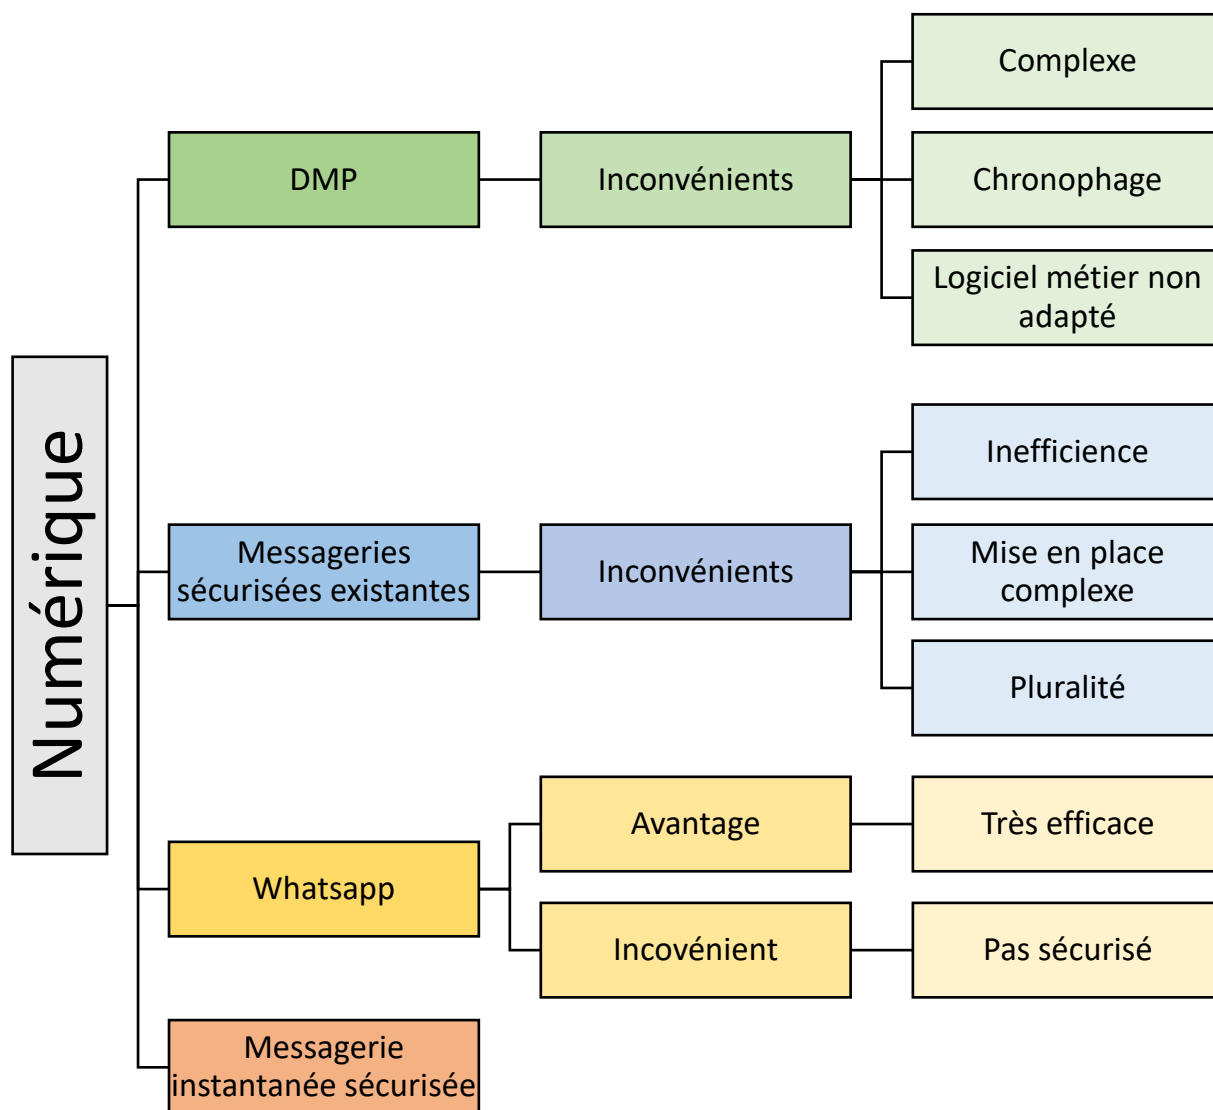 Numérique
DMP
Inconvénients
Complexe
Chronophage
Logiciel métier non
adapté
Messageries
sécurisées existantes
Inconvénients
Inefficience
Mise en place
complexe
Pluralité
Whatsapp
Avantage
Très efficace
Incovénient
Pas sécurisé
Messagerie
instantanée sécurisée